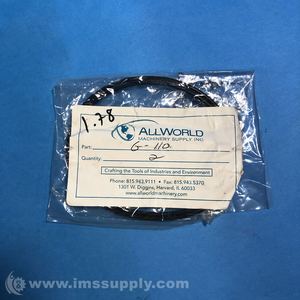 1.78
ALLWORLD
MACHINERY SUPPLY INC
Part: G-110
Quantity: 2
Crafting the Tools of Industries and Environment
Phone: 815.943.9111 • Fax: 815.943.5370
1301 W. Diggins, Harvard, IL 60033
www.allworldmachinery.com
© www.imssupply.com